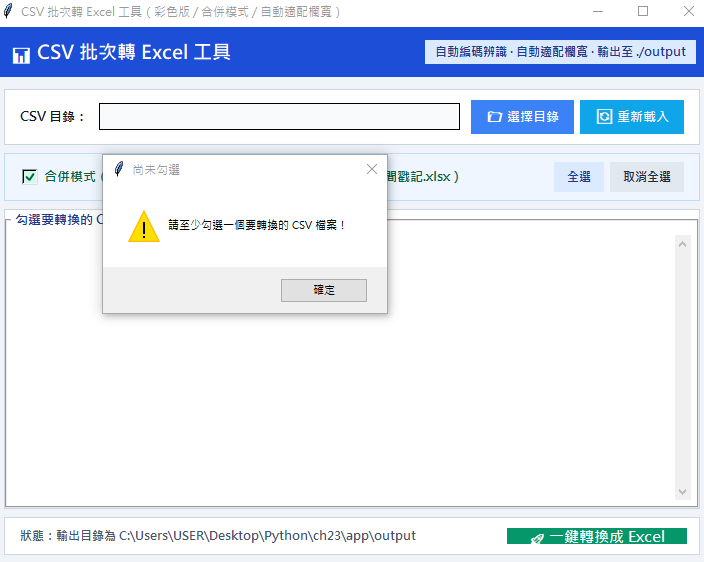 CSV 批次轉 Excel 工具 ( 彩色版 / 合併模式 / 自動適配欄寬 )
CSV 批次轉 Excel 工具
自動編碼辨識 · 自動適配欄寬 · 輸出至 ./output
CSV 目錄：
選擇目錄
重新載入
合併模式 (
間戳記.xlsx )
全選
取消全選
尚未勾選
請至少勾選一個要轉換的 CSV 檔案！
確定
勾選要轉換的 C
狀態：輸出目錄為 C:\Users\USER\Desktop\Python\ch23\app\output
一鍵轉換成 Excel